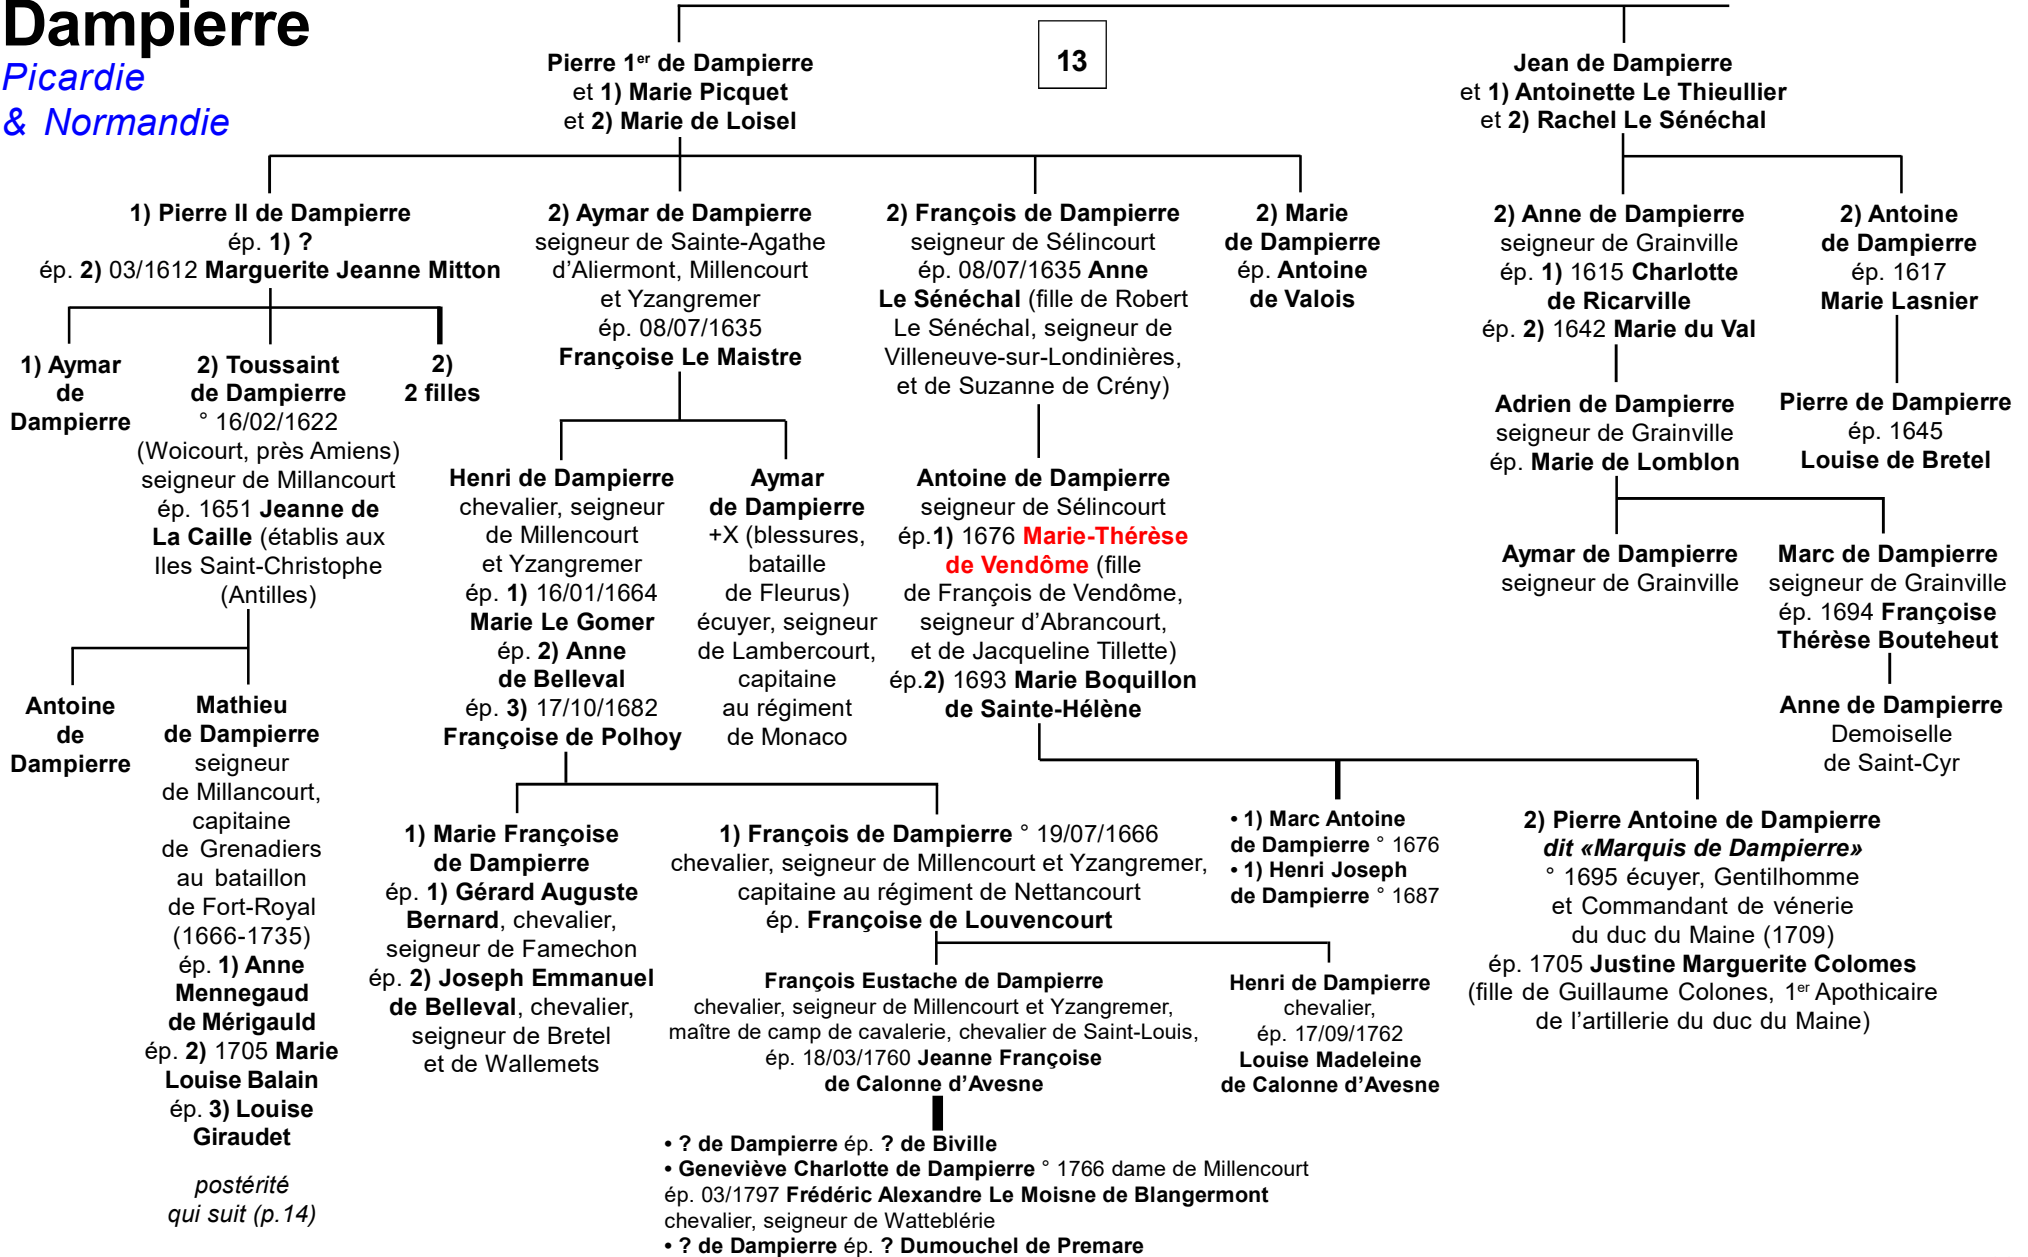 Dampierre
Picardie
& Normandie
13
Pierre 1er de Dampierre
et 1) Marie Picquet
et 2) Marie de Loisel
Jean de Dampierre
et 1) Antoinette Le Thieullier
et 2) Rachel Le Sénéchal
1) Pierre II de Dampierre
ép. 1) ?
ép. 2) 03/1612 Marguerite Jeanne Mitton
2) Aymar de Dampierre
seigneur de Sainte-Agathe
d’Aliermont, Millencourt
et Yzangremer
ép. 08/07/1635
Françoise Le Maistre
2) François de Dampierre
seigneur de Sélincourt
ép. 08/07/1635 Anne
Le Sénéchal (fille de Robert
Le Sénéchal, seigneur de
Villeneuve-sur-Londinières,
et de Suzanne de Crény)
2) Marie
de Dampierre
ép. Antoine
de Valois
2) Anne de Dampierre
seigneur de Grainville
ép. 1) 1615 Charlotte
de Ricarville
ép. 2) 1642 Marie du Val
2) Antoine
de Dampierre
ép. 1617
Marie Lasnier
1) Aymar
de
Dampierre
2) Toussaint
de Dampierre
° 16/02/1622
(Woicourt, près Amiens)
seigneur de Millancourt
ép. 1651 Jeanne de
La Caille (établis aux
Iles Saint-Christophe
(Antilles)
2)
2 filles
Henri de Dampierre
chevalier, seigneur
de Millencourt
et Yzangremer
ép. 1) 16/01/1664
Marie Le Gomer
ép. 2) Anne
de Belleval
ép. 3) 17/10/1682
Françoise de Polhoy
Aymar
de Dampierre
+X (blessures,
bataille
de Fleurus)
écuyer, seigneur
de Lambercourt,
capitaine
au régiment
de Monaco
Antoine de Dampierre
seigneur de Sélincourt
ép.1) 1676 Marie-Thérèse
de Vendôme (fille
de François de Vendôme,
seigneur d’Abrancourt,
et de Jacqueline Tillette)
ép.2) 1693 Marie Boquillon
de Sainte-Hélène
Adrien de Dampierre
seigneur de Grainville
ép. Marie de Lomblon
Pierre de Dampierre
ép. 1645
Louise de Bretel
Aymar de Dampierre
seigneur de Grainville
Marc de Dampierre
seigneur de Grainville
ép. 1694 Françoise
Thérèse Bouteheut
Anne de Dampierre
Demoiselle
de Saint-Cyr
Antoine
de
Dampierre
Mathieu
de Dampierre
seigneur
de Millancourt,
capitaine
de Grenadiers
au bataillon
de Fort-Royal
(1666-1735)
ép. 1) Anne
Mennegaud
de Mérigauld
ép. 2) 1705 Marie
Louise Balain
ép. 3) Louise
Giraudet
postérité
qui suit (p.14)
1) Marie Françoise
de Dampierre
ép. 1) Gérard Auguste
Bernard, chevalier,
seigneur de Famechon
ép. 2) Joseph Emmanuel
de Belleval, chevalier,
seigneur de Bretel
et de Wallemets
1) François de Dampierre ° 19/07/1666
chevalier, seigneur de Millencourt et Yzangremer,
capitaine au régiment de Nettancourt
ép. Françoise de Louvencourt
• 1) Marc Antoine
de Dampierre ° 1676
• 1) Henri Joseph
de Dampierre ° 1687
2) Pierre Antoine de Dampierre
dit «Marquis de Dampierre»
° 1695 écuyer, Gentilhomme
et Commandant de vénerie
du duc du Maine (1709)
ép. 1705 Justine Marguerite Colomes
(fille de Guillaume Colones, 1er Apothicaire
de l’artillerie du duc du Maine)
François Eustache de Dampierre
chevalier, seigneur de Millencourt et Yzangremer,
maître de camp de cavalerie, chevalier de Saint-Louis,
ép. 18/03/1760 Jeanne Françoise
de Calonne d’Avesne
Henri de Dampierre
chevalier,
ép. 17/09/1762
Louise Madeleine
de Calonne d’Avesne
• ? de Dampierre ép. ? de Biville
• Geneviève Charlotte de Dampierre ° 1766 dame de Millencourt
ép. 03/1797 Frédéric Alexandre Le Moisne de Blangermont
chevalier, seigneur de Watteblérie
• ? de Dampierre ép. ? Dumouchel de Premare